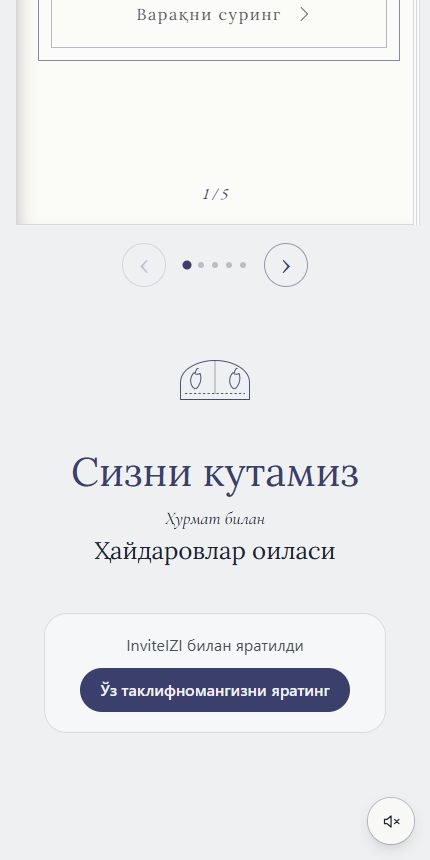 Варақни суринг
1 / 5
Сизни кутамиз
Ҳурмат билан
Ҳайдаровлар оиласи
InviteIZI билан яратилди
Ўз таклифномангизни яратинг